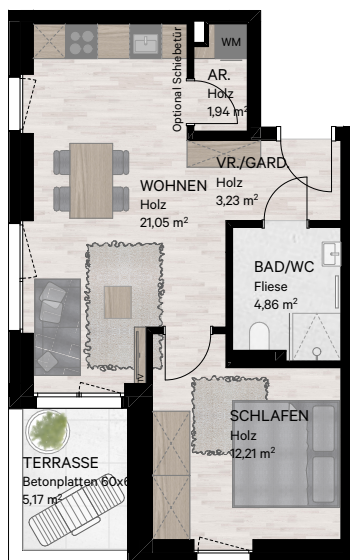 Optional Schiebetür
WM
AR.
Holz
1,94 m²
VR./GARD
Holz
3,23 m²
WOHNEN
Holz
21,05 m²
BAD/WC
Fliese
4,86 m²
TV
SCHLAFEN
Holz
12,21 m²
TERRASSE
Betonplatten 60x6
5,17 m²